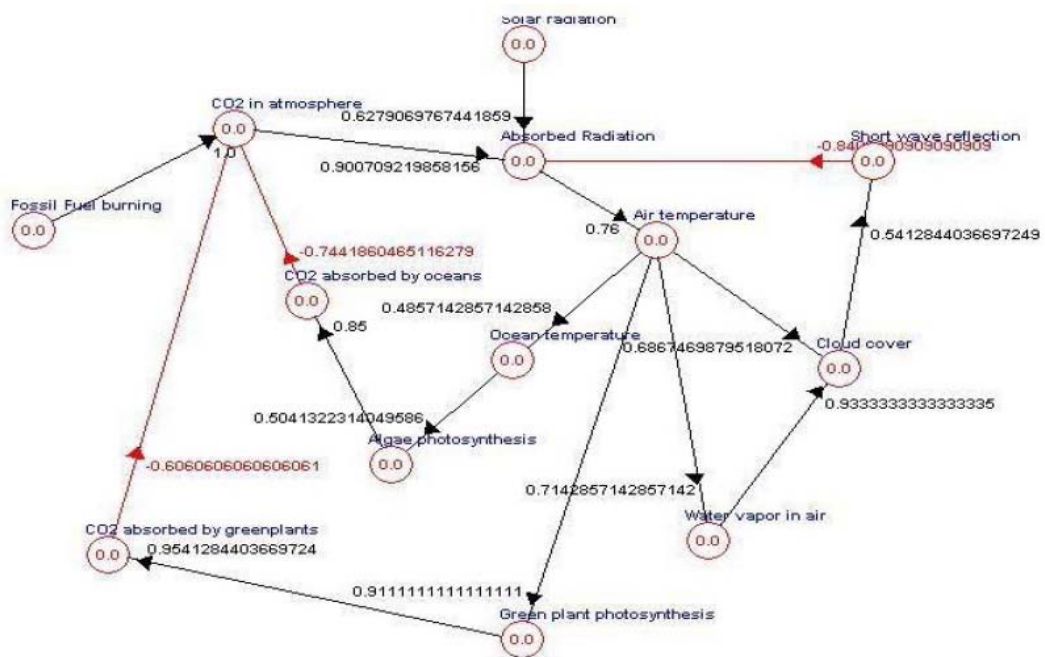 Solar radiation
0.0
CO2 in atmosphere
0.6279069767441859
0.0
1.0
0.900709219858156
Absorbed Radiation
0.0
Short wave reflection
0.0
Fossil Fuel burning
0.0
Air temperature
0.76
0.0
0.5412844036697249
-0.7441860465116279
CO2 absorbed by oceans
0.0
0.4857142857142858
0.85
Ocean temperature
0.0
0.6867469879518072
Cloud cover
0.0
0.9333333333333335
0.5041322314049586
Algae photosynthesis
0.0
-0.6060606060606061
0.7142857142857142
Water vapor in air
0.0
CO2 absorbed by greenplants
0.9541284403669724
0.0
0.9111111111111111
Green plant photosynthesis
0.0